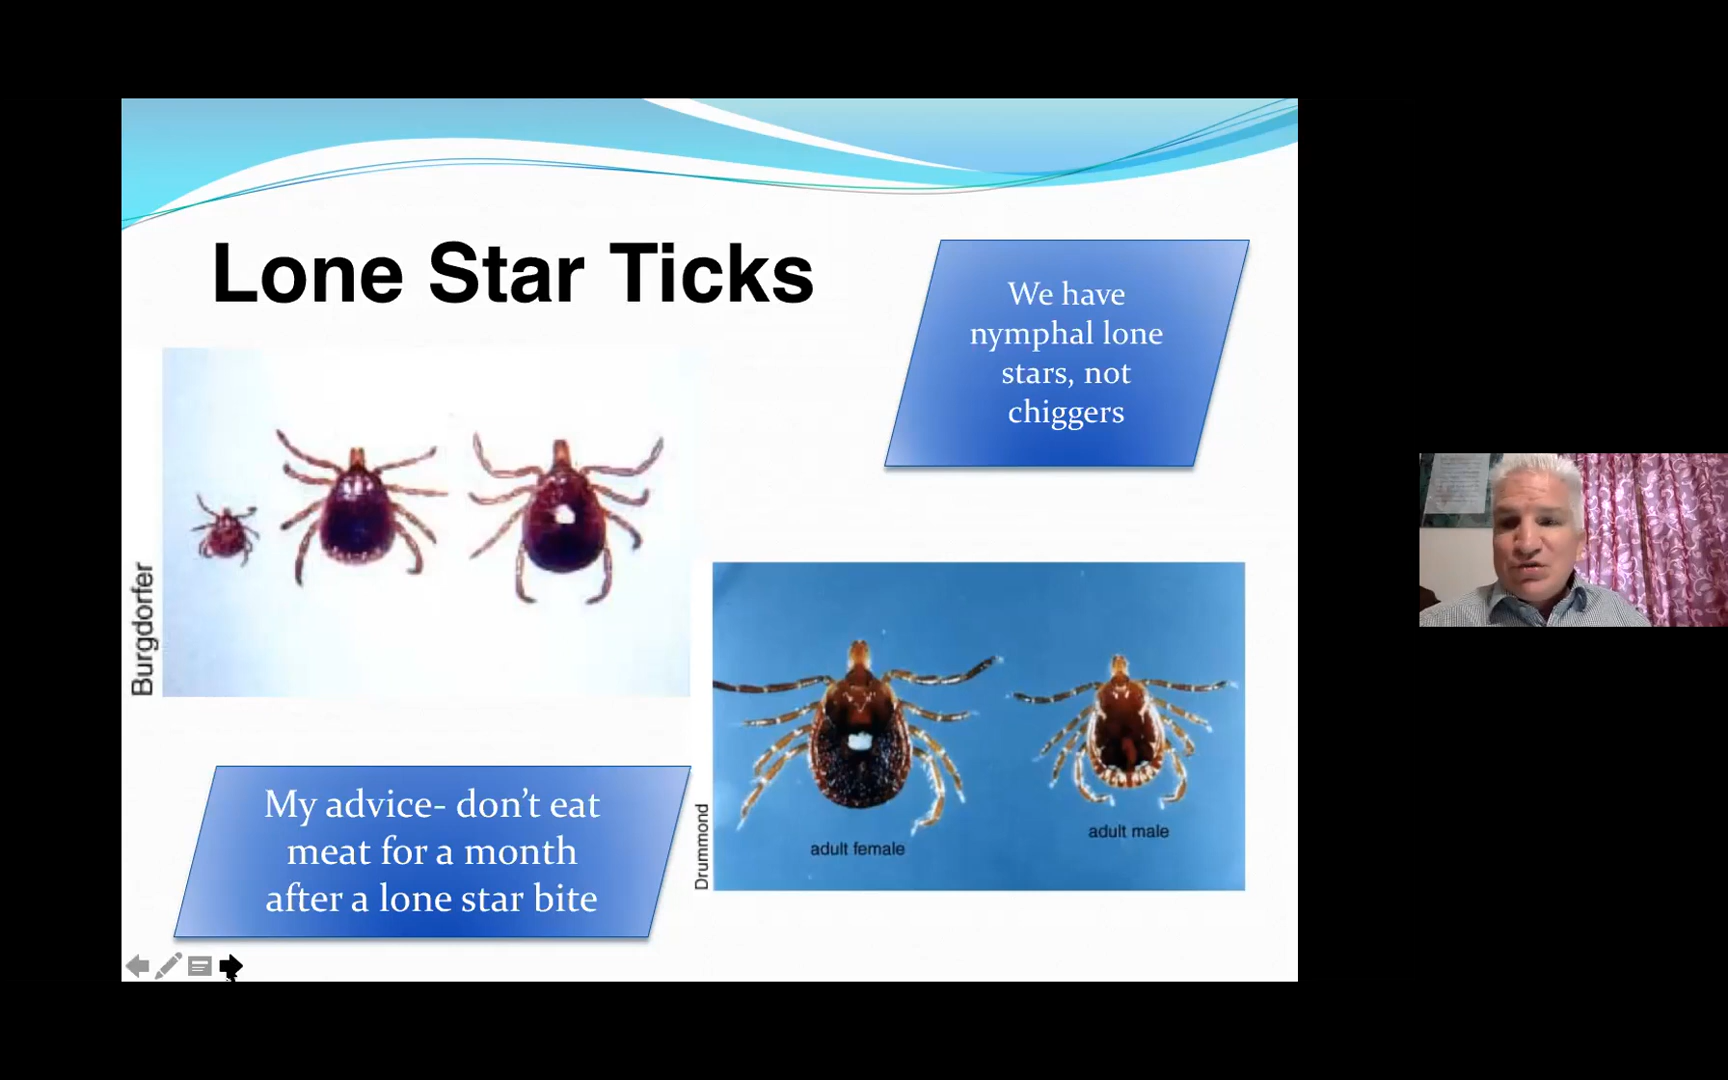 Lone Star Ticks
We have
nymphal lone
stars, not
chiggers
Burgdorfer
Drummond
adult female
adult male
My advice- don’t eat
meat for a month
after a lone star bite